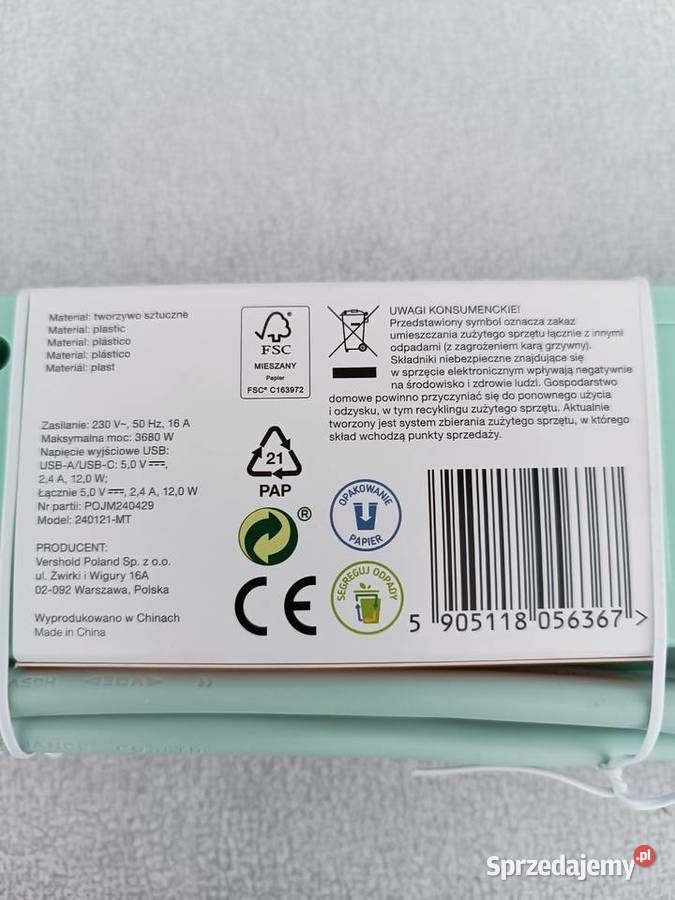 Materiał: tworzywo sztuczne
Material: plastic
Material: plástico
Material: plástico
Materiál: plast
Zasilanie: 230 V~, 50 Hz, 16 A
Maksymalna moc: 3680 W
Napięcie wyjściowe USB:
USB-A/USB-C: 5,0 V ⎓,
2,4 A, 12,0 W;
Łącznie 5,0 V ⎓, 2,4 A, 12,0 W
Nr partii: POJM240429
Model: 240121-MT
PRODUCENT:
Vershold Poland Sp. z o.o.
ul. Żwirki i Wigury 16A
02-092 Warszawa, Polska
Wyprodukowano w Chinach
Made in China
FSC
MIESZANY
Papier
FSC® C163972
21
PAP
®
CE
UWAGI KONSUMENCKIE!
Przedstawiony symbol oznacza zakaz
umieszczania zużytego sprzętu łącznie z innymi
odpadami (z zagrożeniem karą grzywny).
Składniki niebezpieczne znajdujące się
w sprzęcie elektronicznym wpływają negatywnie
na środowisko i zdrowie ludzi. Gospodarstwo
domowe powinno przyczyniać się do ponownego użycia
i odzysku, w tym recyklingu zużytego sprzętu. Aktualnie
tworzony jest system zbierania zużytego sprzętu, w którego
skład wchodzą punkty sprzedaży.
OPAKOWANIE
PAPIER
SEGREGUJ ODPADY
5 905118 056367 >
Sprzedajemy.pl